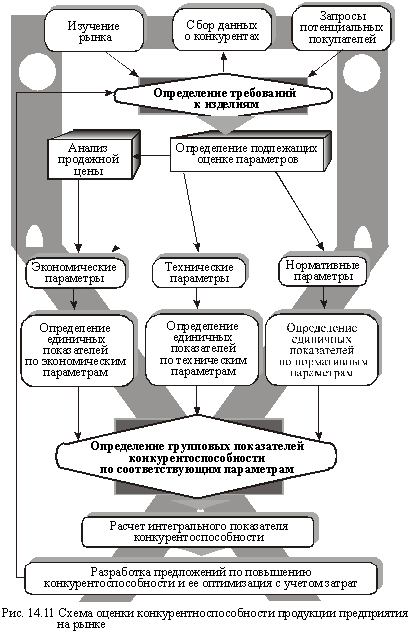 Изучение
рынка
Сбор данных
о конкурентах
Запросы
потенциальных
покупателей
Определение требований
к изделиям
Анализ
продажной
цены
Определение подлежащих
оценке параметров
Экономические
параметры
Технические
параметры
Нормативные
параметры
Определение
единичных
показателей
по экономическим
параметрам
Определение
единичных
показателей
по техническим
параметрам
Определение
единичных
показателей
по нормативным
параметрам
Определение групповых показателей
конкурентоспособности
по соответствующим параметрам
Расчет интегрального показателя
конкурентоспособности
Разработка предложений по повышению
конкурентоспособности и ее оптимизация с учетом затрат
Рис. 14.11 Схема оценки конкурентноспособности продукции предприятия
на рынке